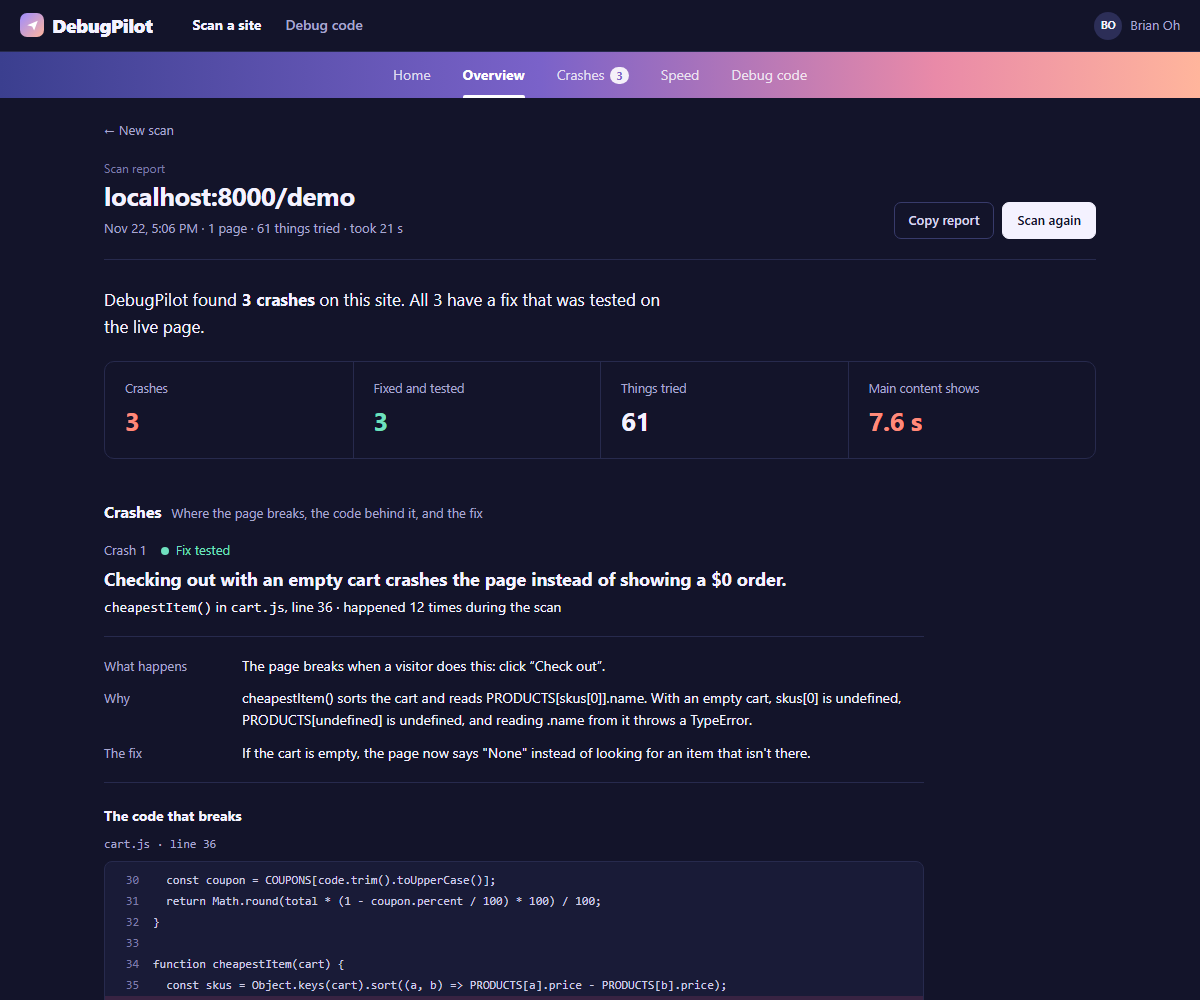 DebugPilot
Scan a site
Debug code
BO
Brian Oh
Home
Overview
Crashes 3
Speed
Debug code
← New scan
Scan report
localhost:8000/demo
Nov 22, 5:06 PM · 1 page · 61 things tried · took 21 s
Copy report
Scan again
DebugPilot found 3 crashes on this site. All 3 have a fix that was tested on
the live page.
Crashes
3
Fixed and tested
3
Things tried
61
Main content shows
7.6 s
Crashes Where the page breaks, the code behind it, and the fix
Crash 1 ● Fix tested
Checking out with an empty cart crashes the page instead of showing a $0 order.
cheapestItem() in cart.js, line 36 · happened 12 times during the scan
What happens
The page breaks when a visitor does this: click “Check out”.
Why
cheapestItem() sorts the cart and reads PRODUCTS[skus[0]].name. With an empty cart, skus[0] is undefined,
PRODUCTS[undefined] is undefined, and reading .name from it throws a TypeError.
The fix
If the cart is empty, the page now says "None" instead of looking for an item that isn't there.
The code that breaks
cart.js · line 36
30 const coupon = COUPONS[code.trim().toUpperCase()];
31 return Math.round(total * (1 - coupon.percent / 100) * 100) / 100;
32 }
33
34 function cheapestItem(cart) {
35 const skus = Object.keys(cart).sort((a, b) => PRODUCTS[a].price - PRODUCTS[b].price);